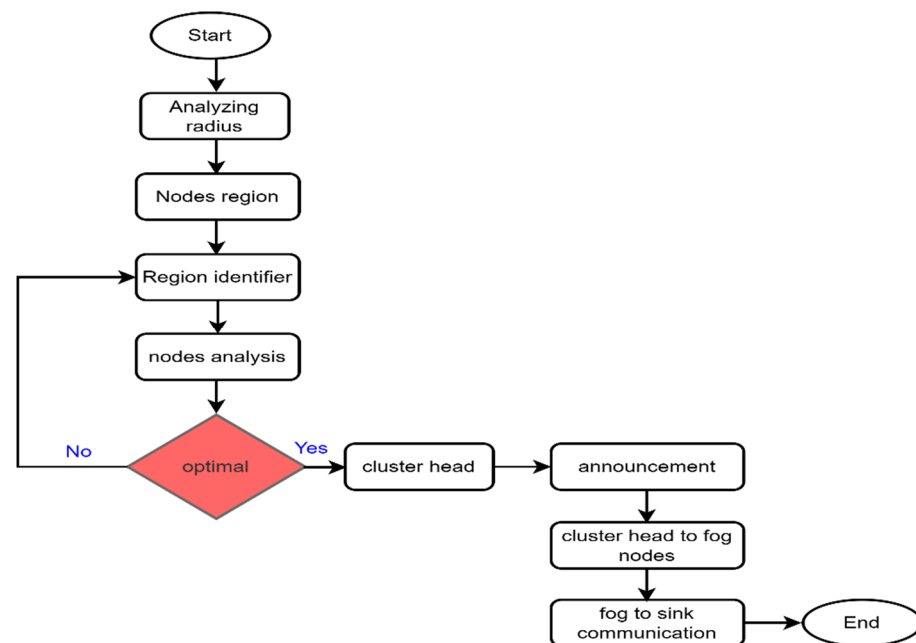 Start
Analyzing
radius
Nodes region
Region identifier
nodes analysis
No
optimal
Yes
cluster head
announcement
cluster head to fog
nodes
fog to sink
communication
End